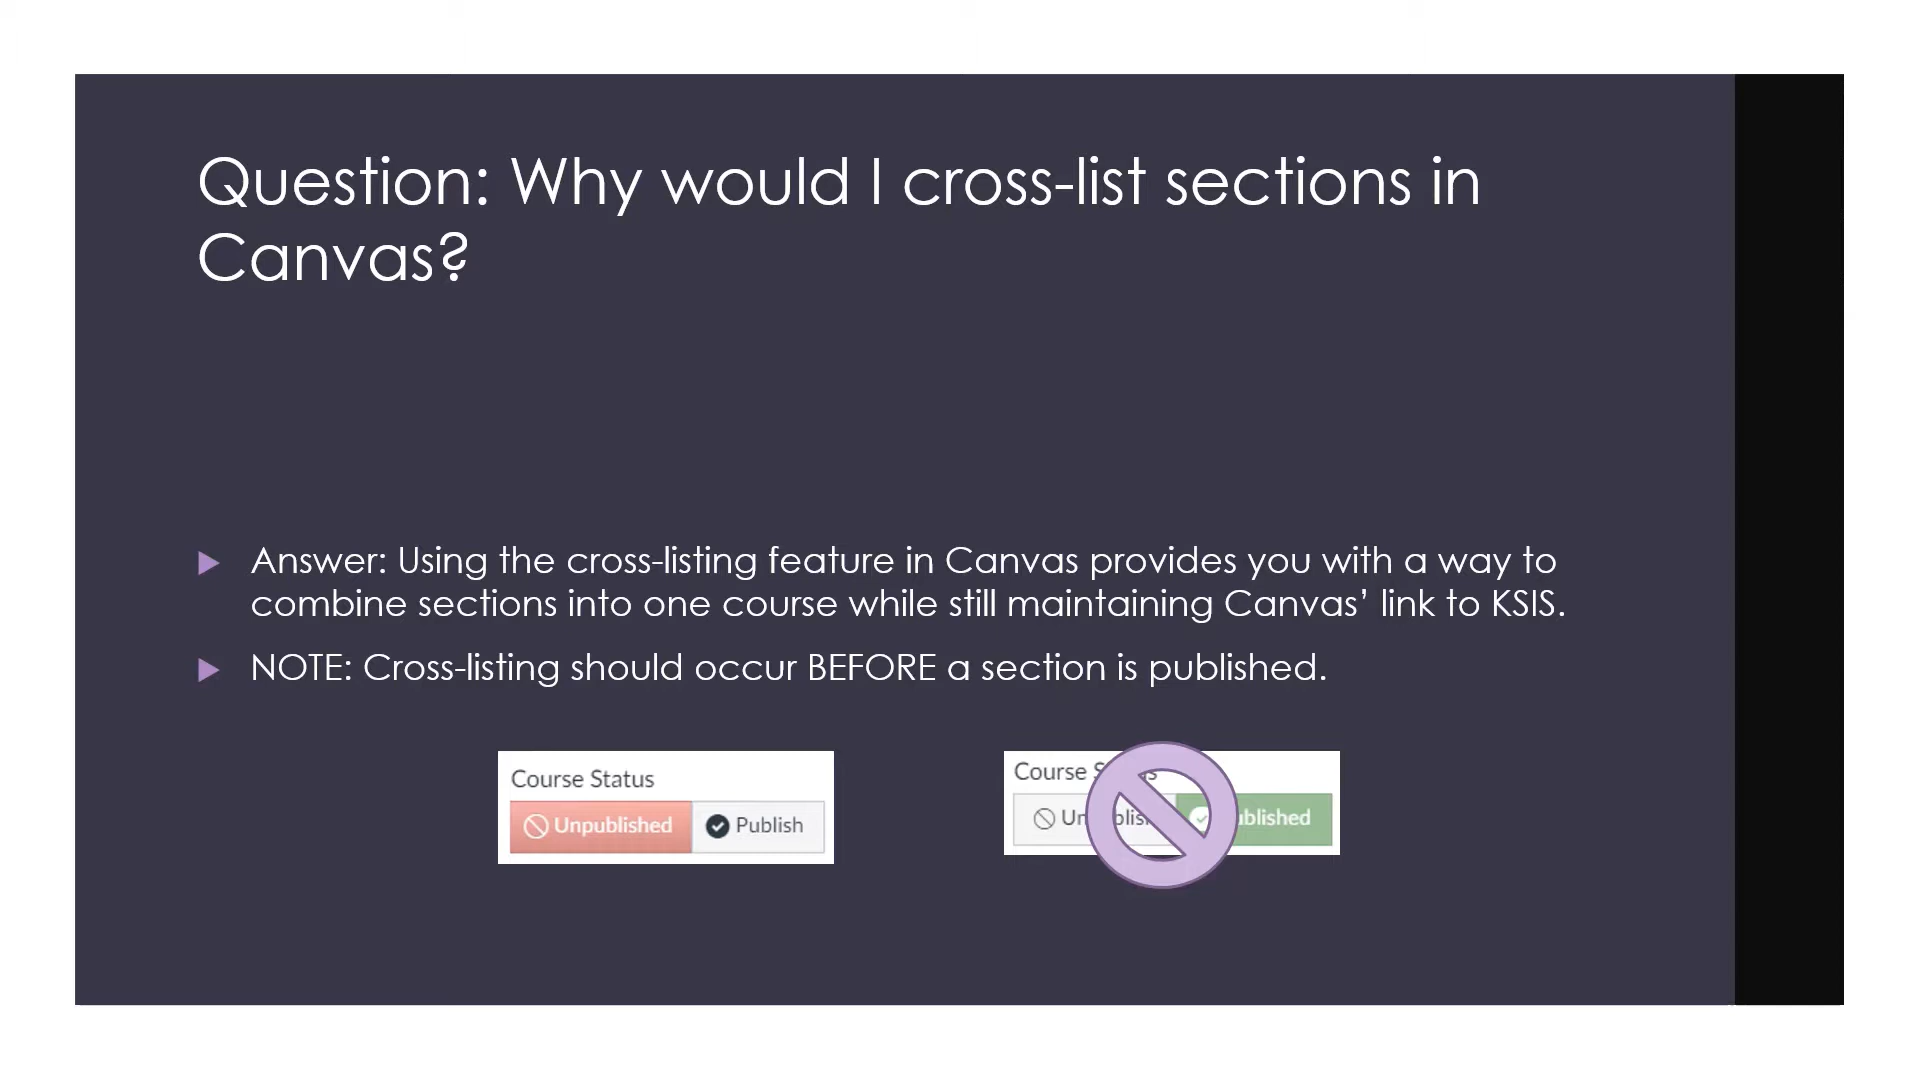 Question: Why would I cross-list sections in
Canvas?
Answer: Using the cross-listing feature in Canvas provides you with a way to
combine sections into one course while still maintaining Canvas’ link to KSIS.
NOTE: Cross-listing should occur BEFORE a section is published.
Course Status
Unpublished Publish
Course